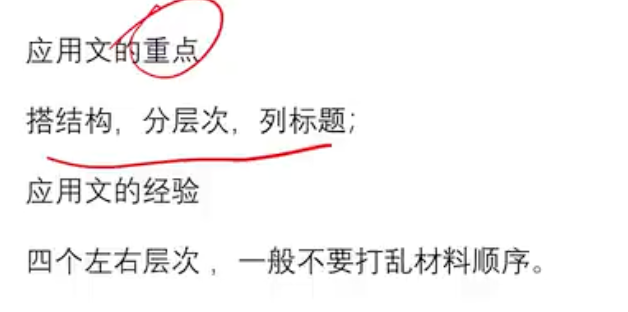 应用文的重点
搭结构，分层次，列标题；
应用文的经验
四个左右层次，一般不要打乱材料顺序。